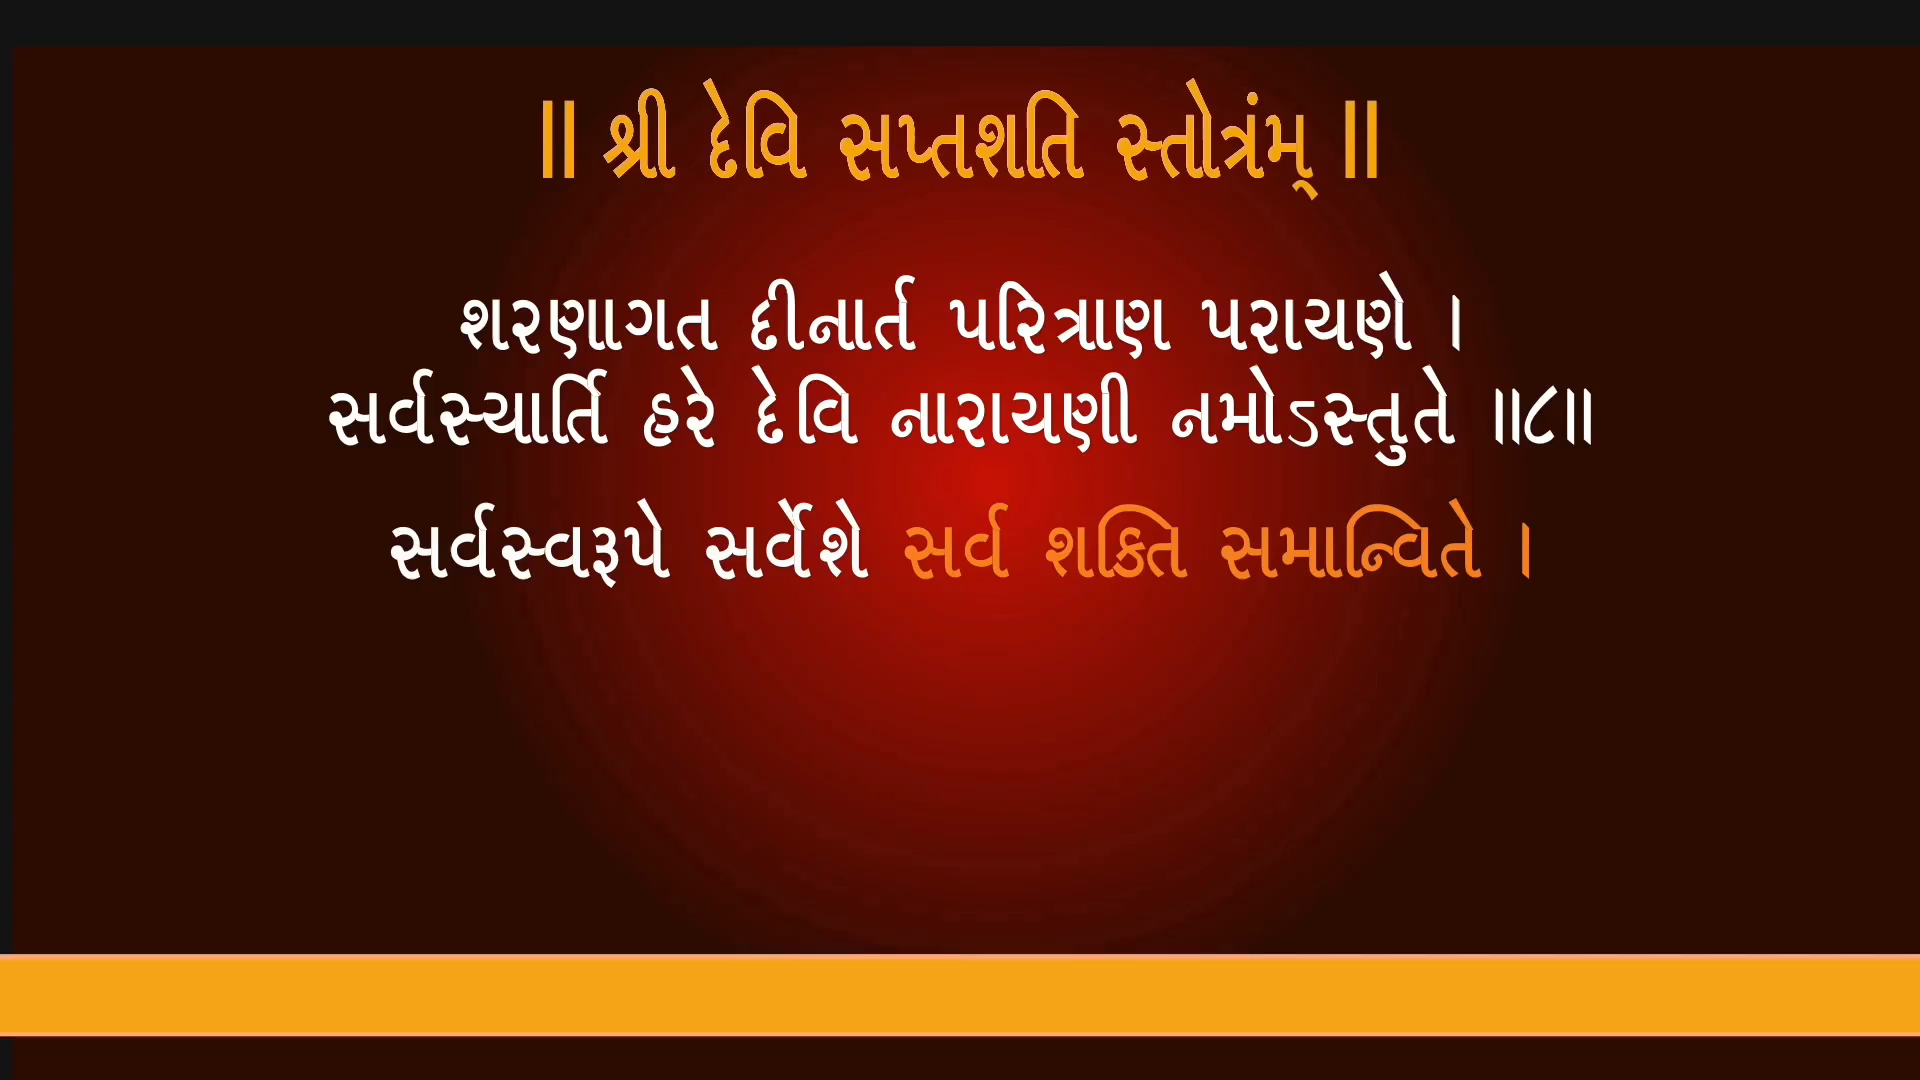 ॥ શ્રી દેવિ સપ્તશતિ સ્તોત્રંમ્ ॥
શરણાગત દીનાર્ત પરિત્રાણ પરાયણે ।
સર્વસ્યાર્તિ હરે દેવિ નારાયણી નમોઽસ્તુતે ॥૮॥
સર્વસ્વરૂપે સર્વેશે સર્વ શક્તિ સમાન્વિતે ।